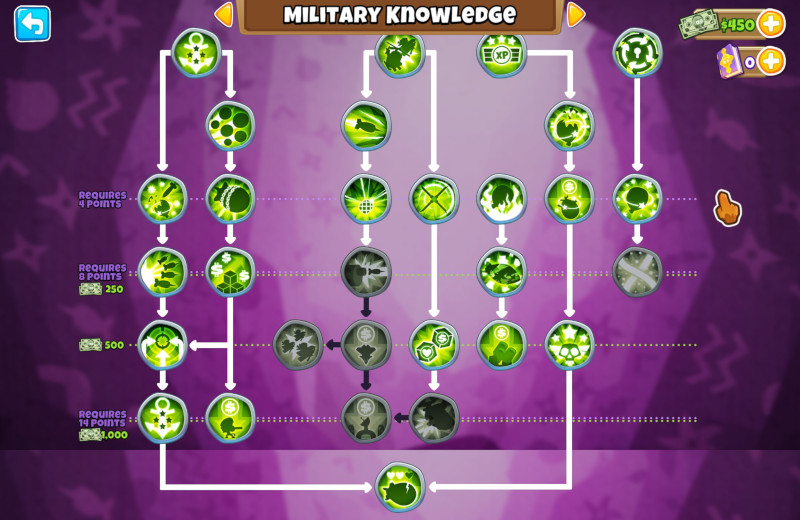 Military Knowledge
$450
0
XP
Requires
4 Points
Requires
8 Points
250
500
Requires
14 Points
1,000